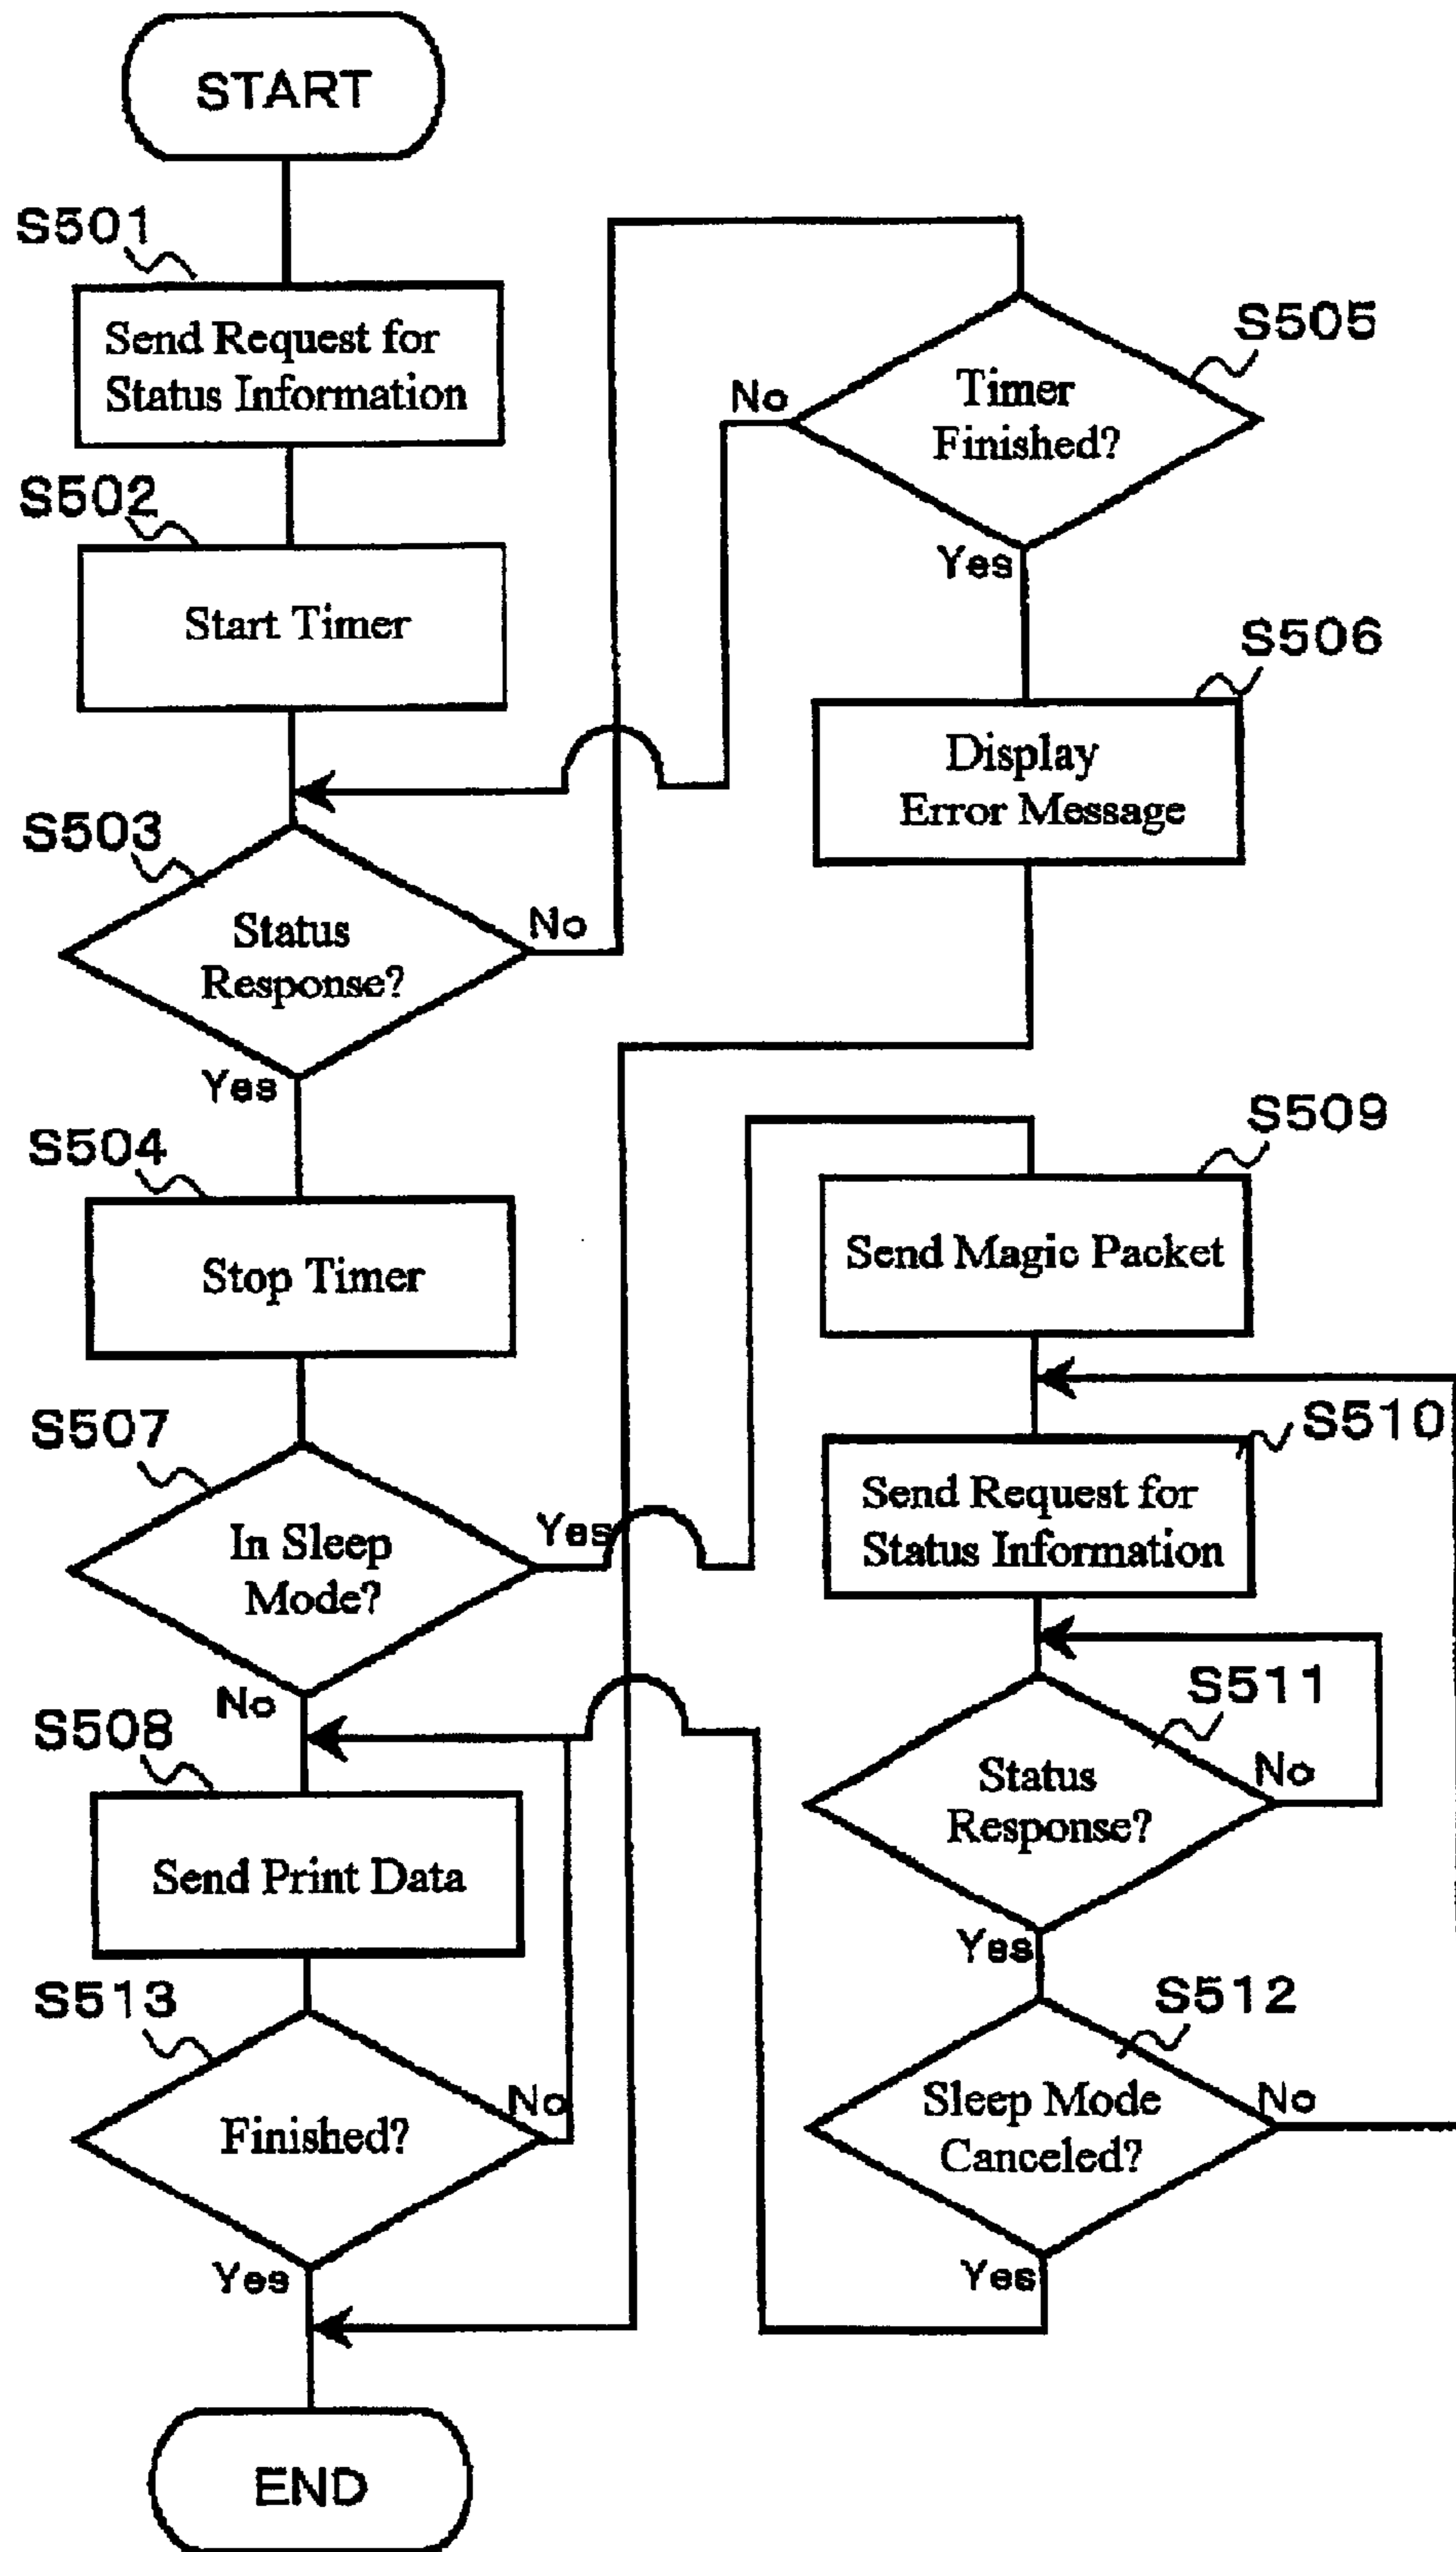 START
S501
Send Request for
Status Information
S502
Start Timer
S503
Status
Response?
No
Yes
S504
Stop Timer
S505
Timer
Finished?
No
Yes
S506
Display
Error Message
S507
In Sleep
Mode?
Yes
No
S508
Send Print Data
S513
Finished?
No
Yes
END
S509
Send Magic Packet
S510
Send Request for
Status Information
S511
Status
Response?
No
Yes
S512
Sleep Mode
Canceled?
No
Yes